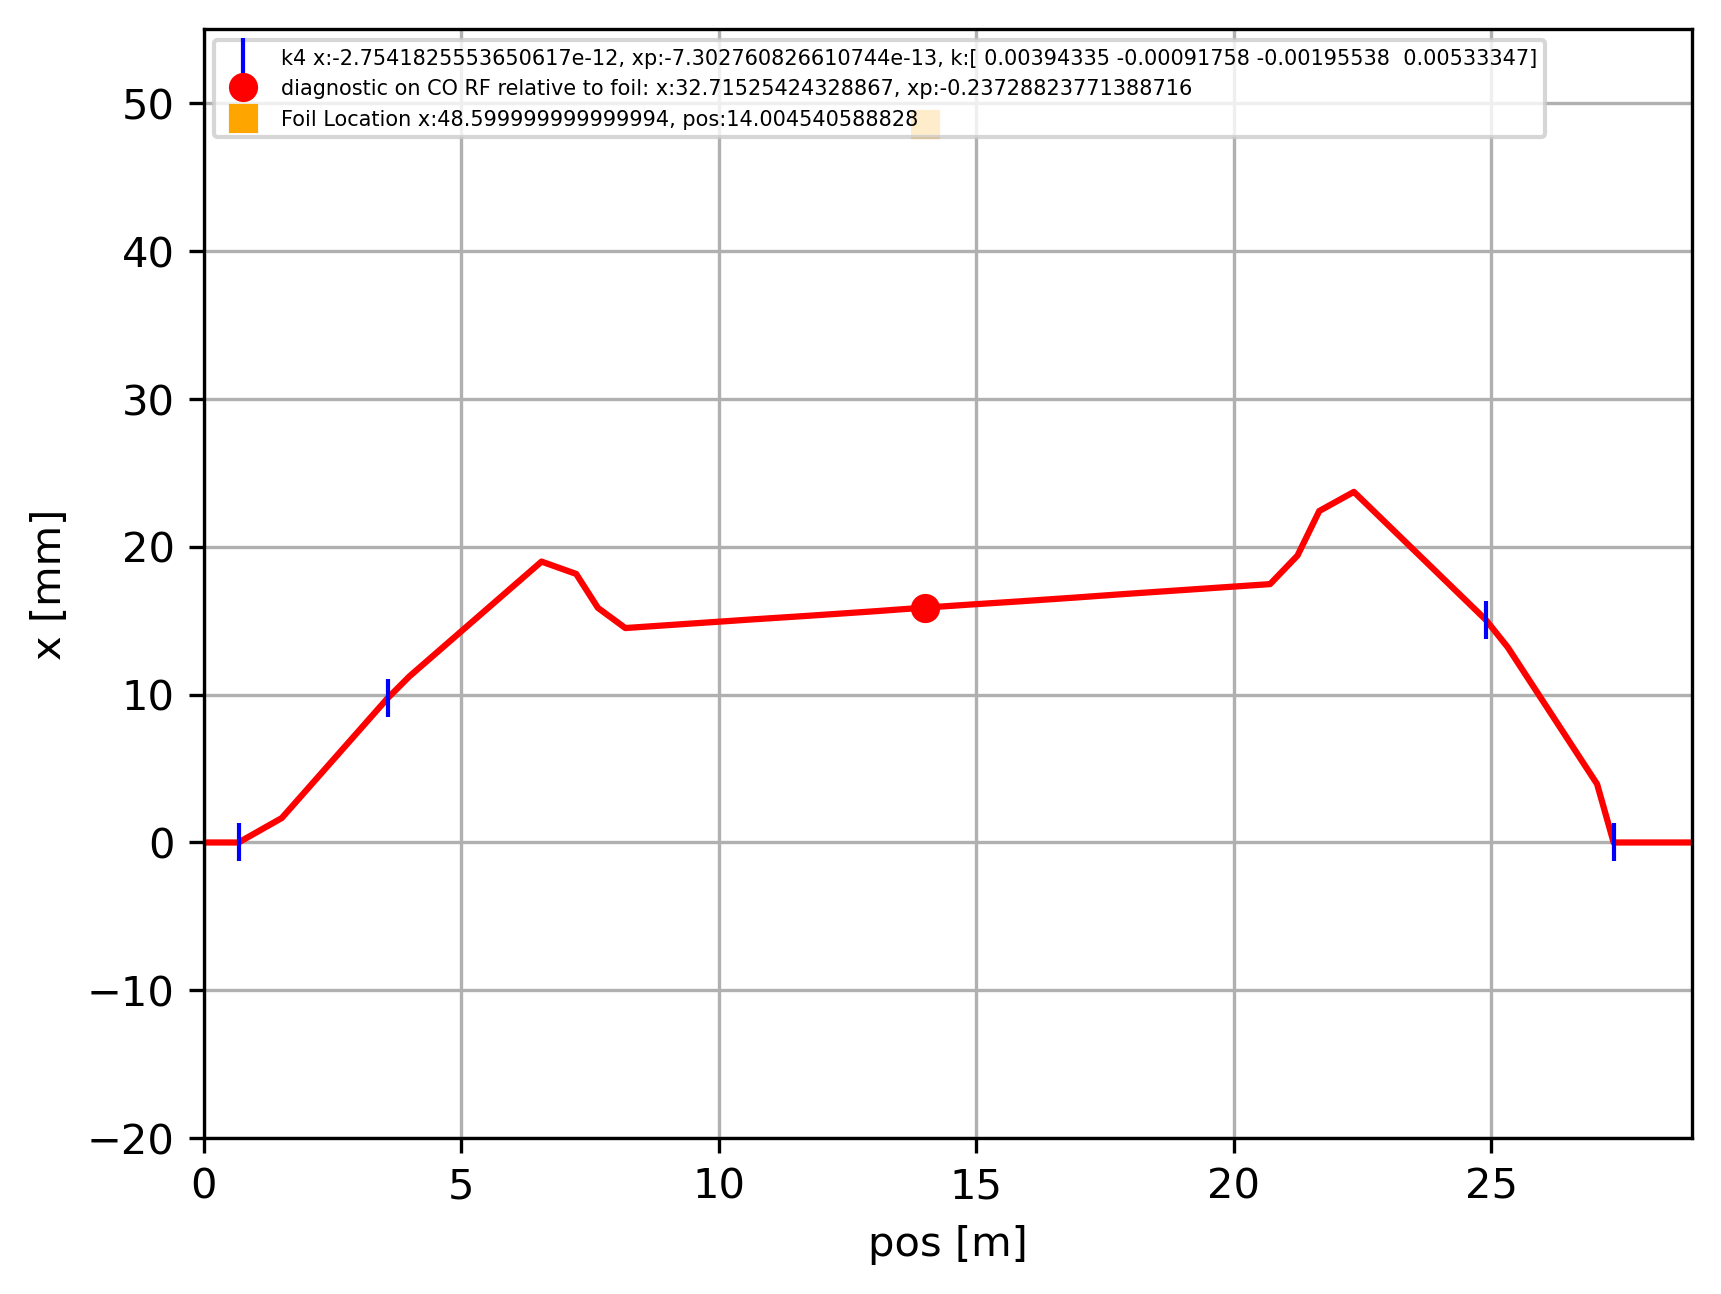 k4 x:-2.7541825553650617e-12, xp:-7.302760826610744e-13, k:[ 0.00394335 -0.00091758 -0.00195538  0.00533347]
diagnostic on CO RF relative to foil: x:32.71525424328867, xp:-0.23728823771388716
Foil Location x:48.599999999999994, pos:14.004540588828
50
40
30
20
10
0
−10
−20
x [mm]
0 5 10 15 20 25
pos [m]